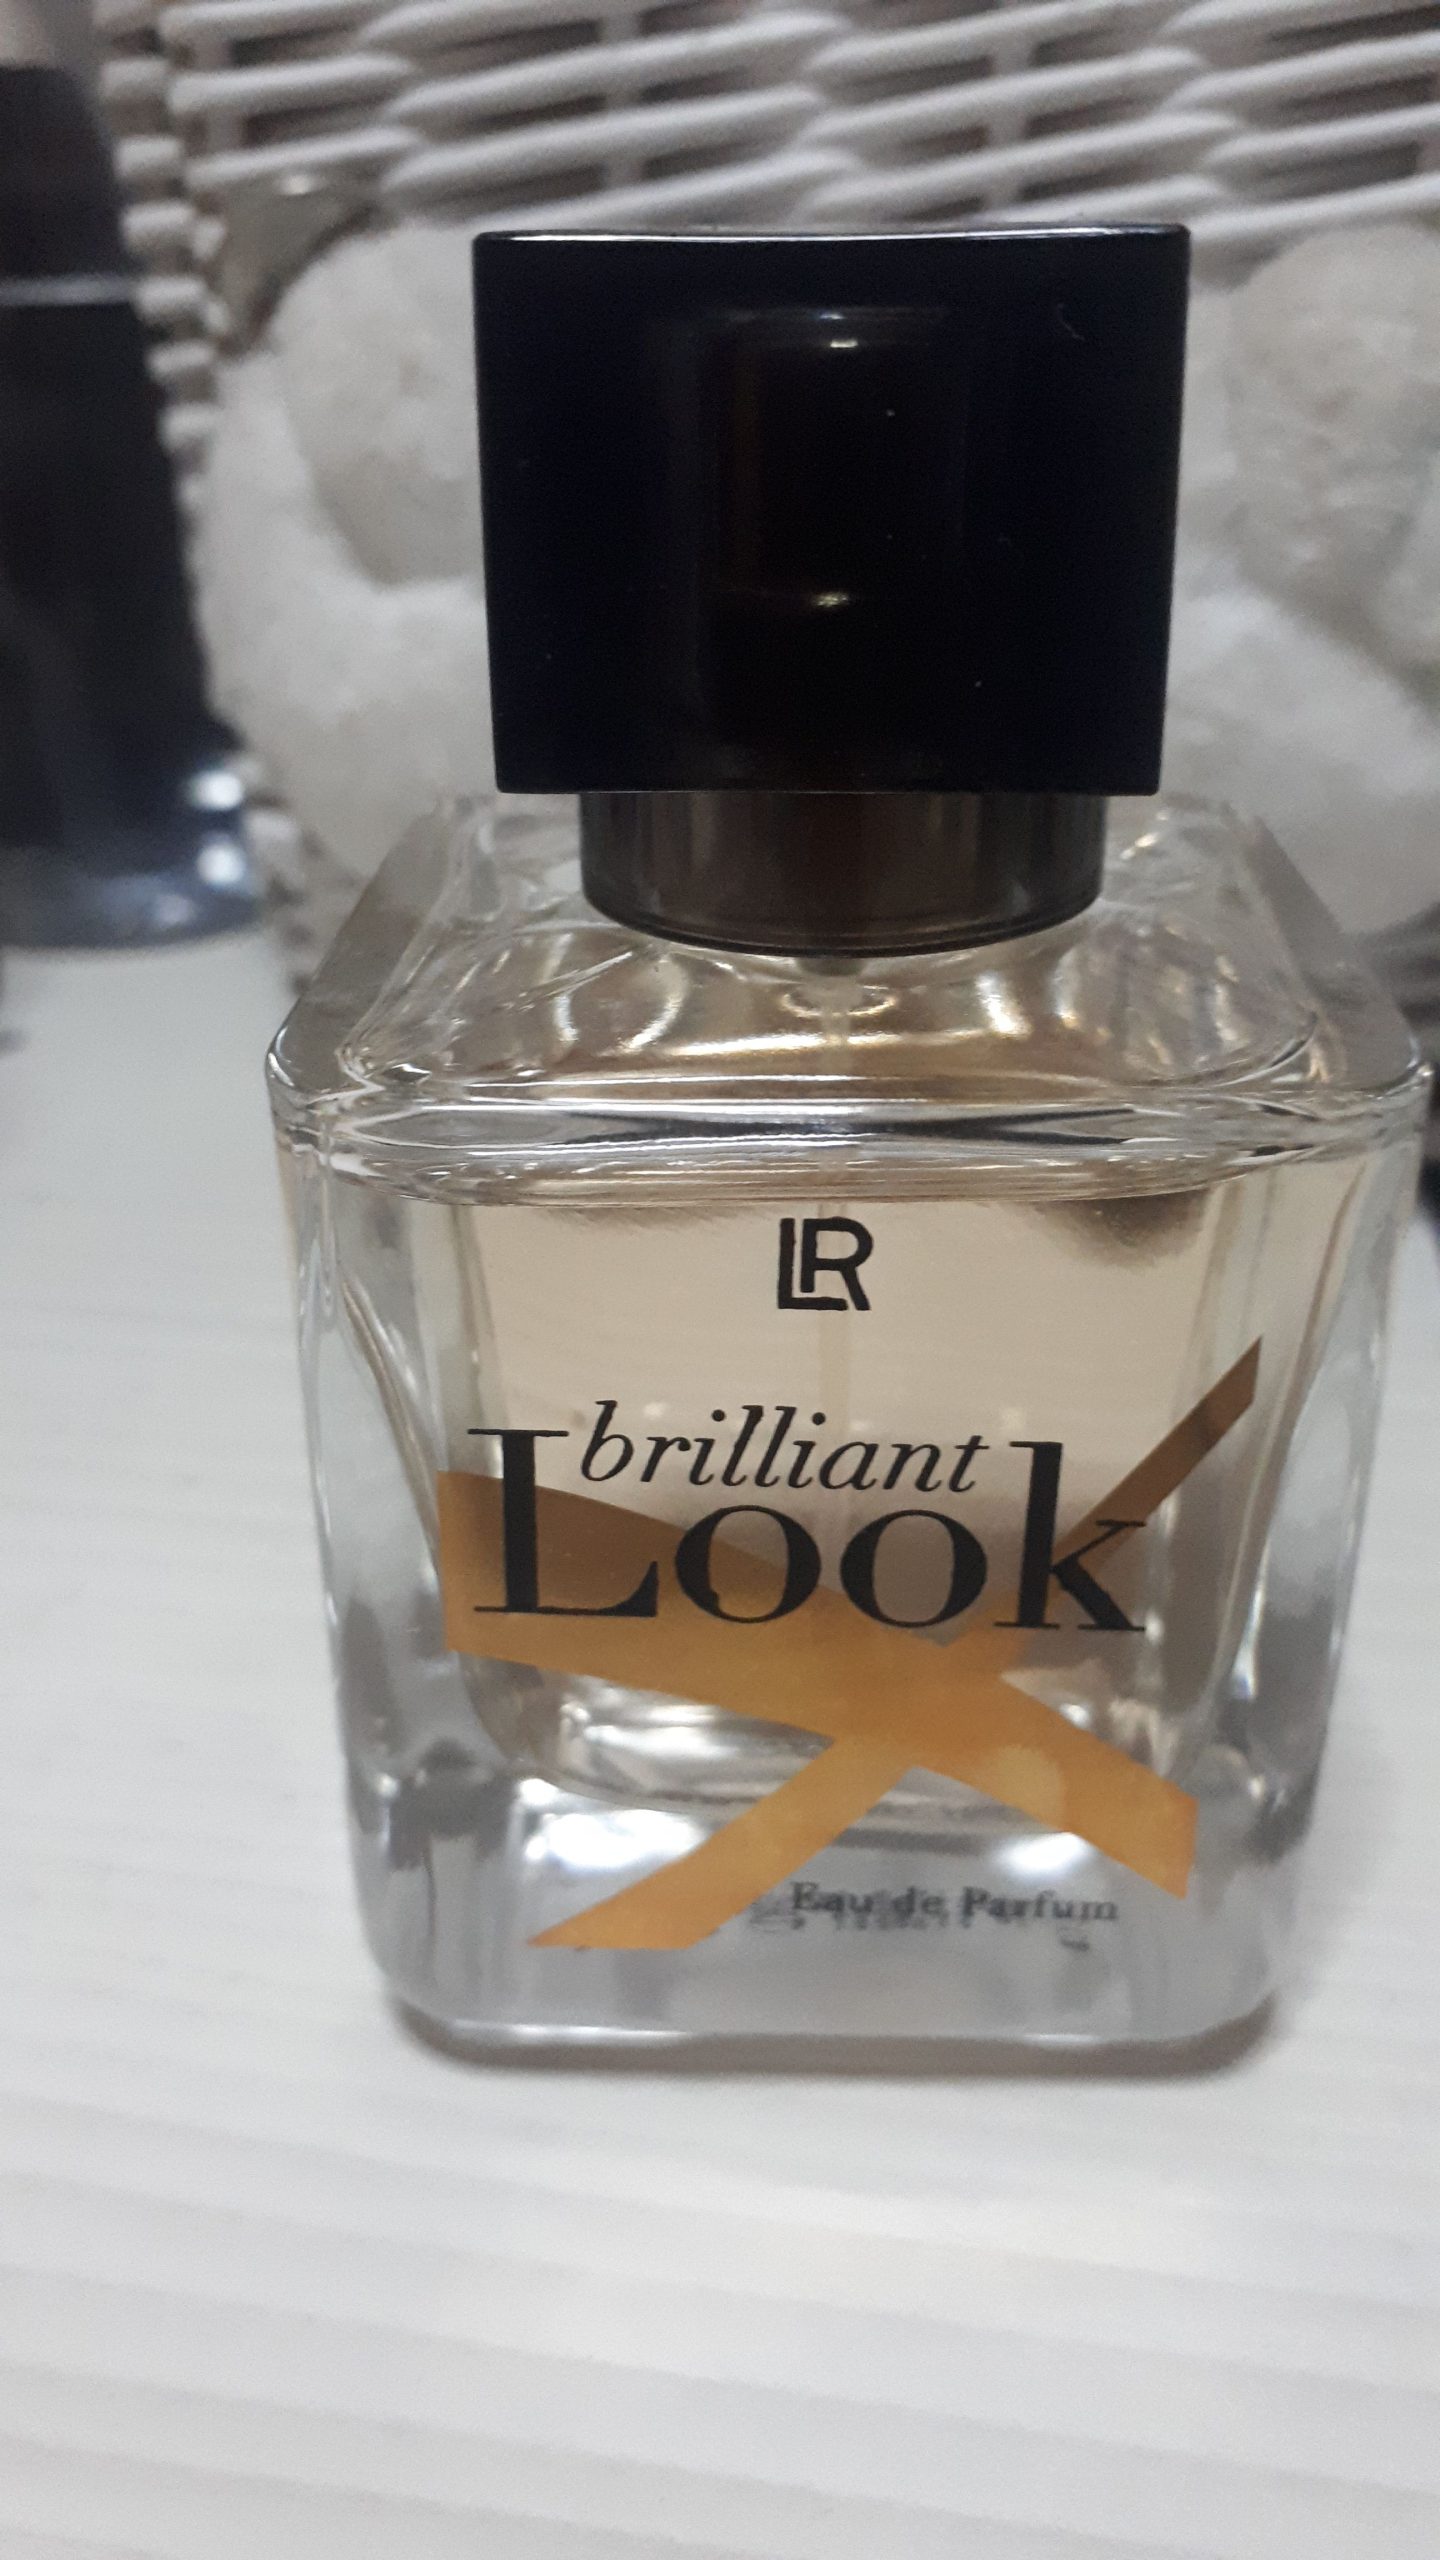 LR
brilliant
Look
Eau de Parfum